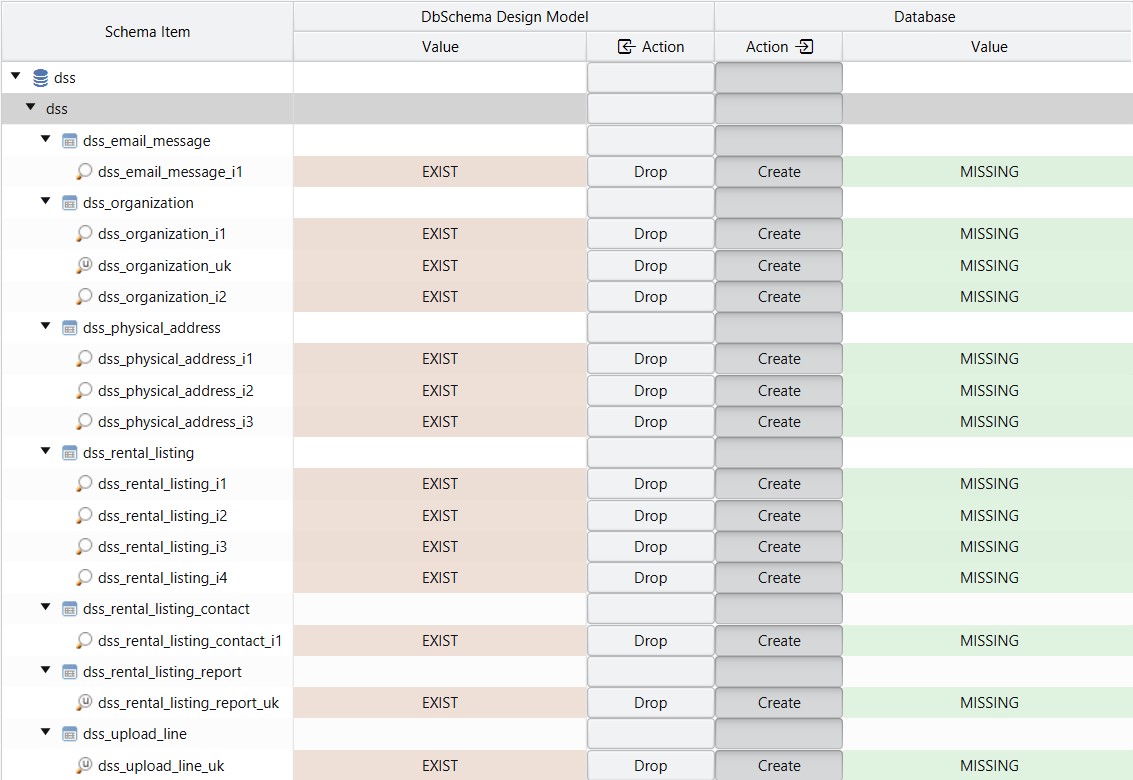 Schema Item DbSchema Design Model Database
Value Action Action Value
dss
dss
dss_email_message
dss_email_message_i1 EXIST Drop Create MISSING
dss_organization
dss_organization_i1 EXIST Drop Create MISSING
dss_organization_uk EXIST Drop Create MISSING
dss_organization_i2 EXIST Drop Create MISSING
dss_physical_address
dss_physical_address_i1 EXIST Drop Create MISSING
dss_physical_address_i2 EXIST Drop Create MISSING
dss_physical_address_i3 EXIST Drop Create MISSING
dss_rental_listing
dss_rental_listing_i1 EXIST Drop Create MISSING
dss_rental_listing_i2 EXIST Drop Create MISSING
dss_rental_listing_i3 EXIST Drop Create MISSING
dss_rental_listing_i4 EXIST Drop Create MISSING
dss_rental_listing_contact
dss_rental_listing_contact_i1 EXIST Drop Create MISSING
dss_rental_listing_report
dss_rental_listing_report_uk EXIST Drop Create MISSING
dss_upload_line
dss_upload_line_uk EXIST Drop Create MISSING